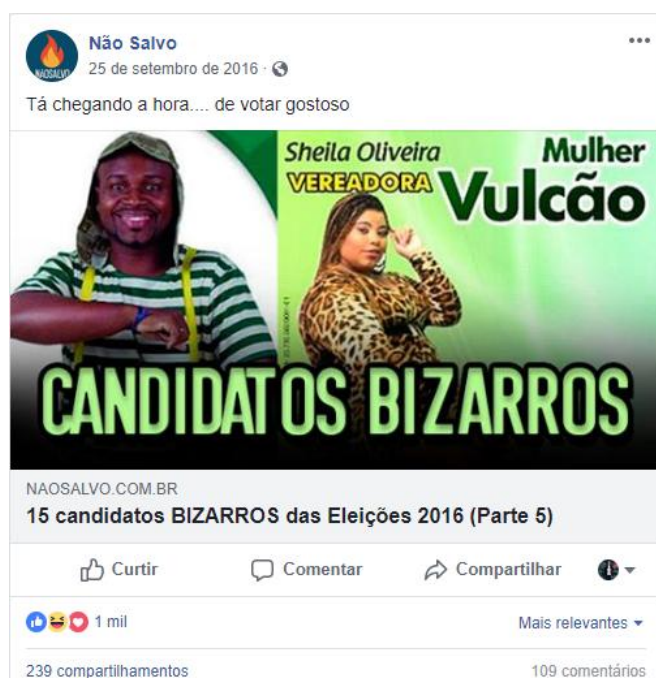 Não Salvo
25 de setembro de 2016 ·
Tá chegando a hora.... de votar gostoso
Sheila Oliveira
VEREADORA
Mulher
Vulcão
CANDIDATOS BIZARROS
NAOSALVO.COM.BR
15 candidatos BIZARROS das Eleições 2016 (Parte 5)
Curtir Comentar Compartilhar
1 mil Mais relevantes
239 compartilhamentos 109 comentários